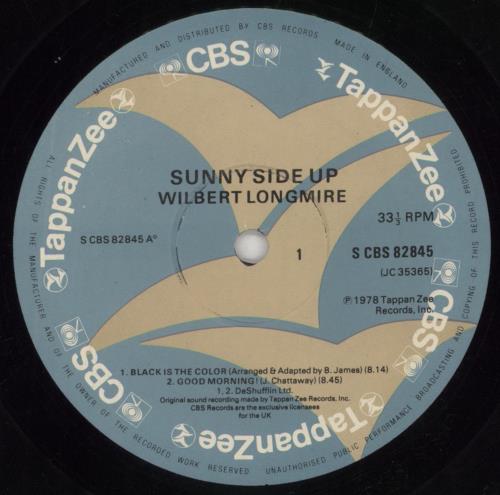 MANUFACTURED AND DISTRIBUTED BY CBS RECORDS MADE IN ENGLAND
CBS
TappanZee
TappanZee
SUNNY SIDE UP
WILBERT LONGMIRE
33⅓ RPM
S CBS 82845 A°
1
S CBS 82845
(JC 35365)
℗ 1978 Tappan Zee
Records, Inc.
1. BLACK IS THE COLOR (Arranged & Adapted by B. James) (8.14)
2. GOOD MORNING! (J. Chattaway) (8.45)
1, 2. DeShufflin Ltd.
Original sound recording made by Tappan Zee Records, Inc.
CBS Records are the exclusive licensees
for the UK
CBS
CBS
TappanZee
TappanZee
ALL RIGHTS OF THE MANUFACTURER AND OF THE OWNER OF THE RECORDED WORK RESERVED UNAUTHORISED PUBLIC PERFORMANCE BROADCASTING AND COPYING OF THIS RECORD PROHIBITED